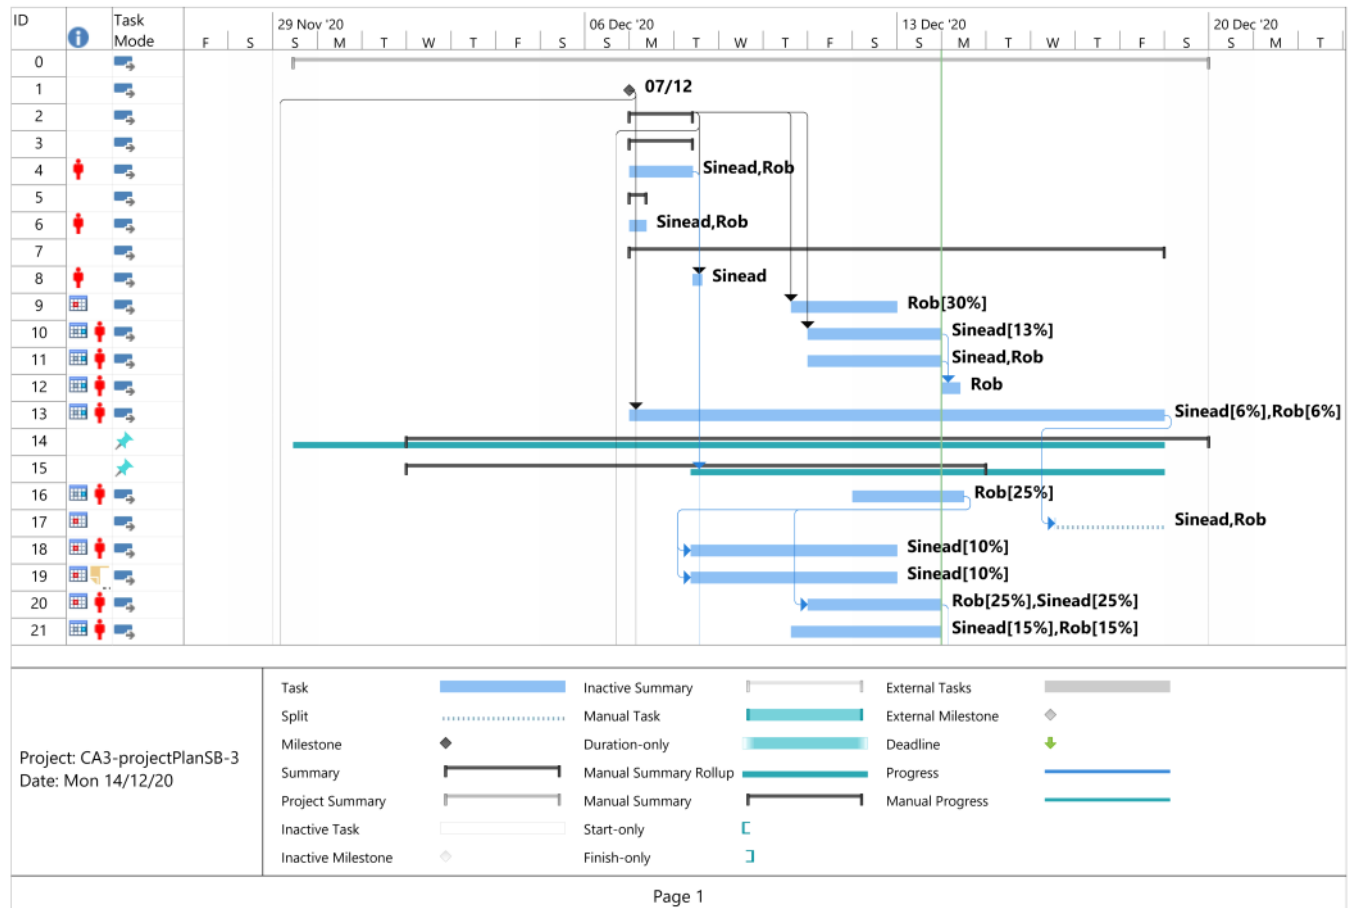 ID Task Mode 29 Nov '20 06 Dec '20 13 Dec '20 20 Dec '20
F S S M T W T F S S M T W T F S S M T W T F S S M T
0
1 07/12
2
3
4 Sinead,Rob
5
6 Sinead,Rob
7
8 Sinead
9 Rob[30%]
10 Sinead[13%]
11 Sinead,Rob
12 Rob
13 Sinead[6%],Rob[6%]
14
15
16 Rob[25%]
17 Sinead,Rob
18 Sinead[10%]
19 Sinead[10%]
20 Rob[25%],Sinead[25%]
21 Sinead[15%],Rob[15%]
Project: CA3-projectPlanSB-3
Date: Mon 14/12/20
Task Inactive Summary External Tasks
Split Manual Task External Milestone
Milestone Duration-only Deadline
Summary Manual Summary Rollup Progress
Project Summary Manual Summary Manual Progress
Inactive Task Start-only
Inactive Milestone Finish-only
Page 1